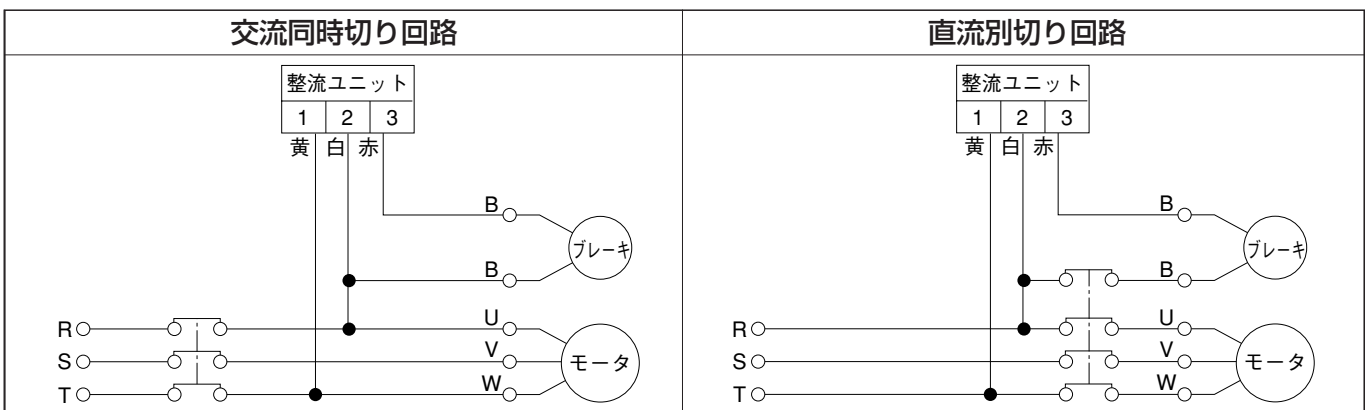 交流同時切り回路
直流別切り回路
整流ユニット
1 2 3
黄 白 赤
B
ブレーキ
B
R U
S V モータ
T W
整流ユニット
1 2 3
黄 白 赤
B
ブレーキ
B
R U
S V モータ
T W